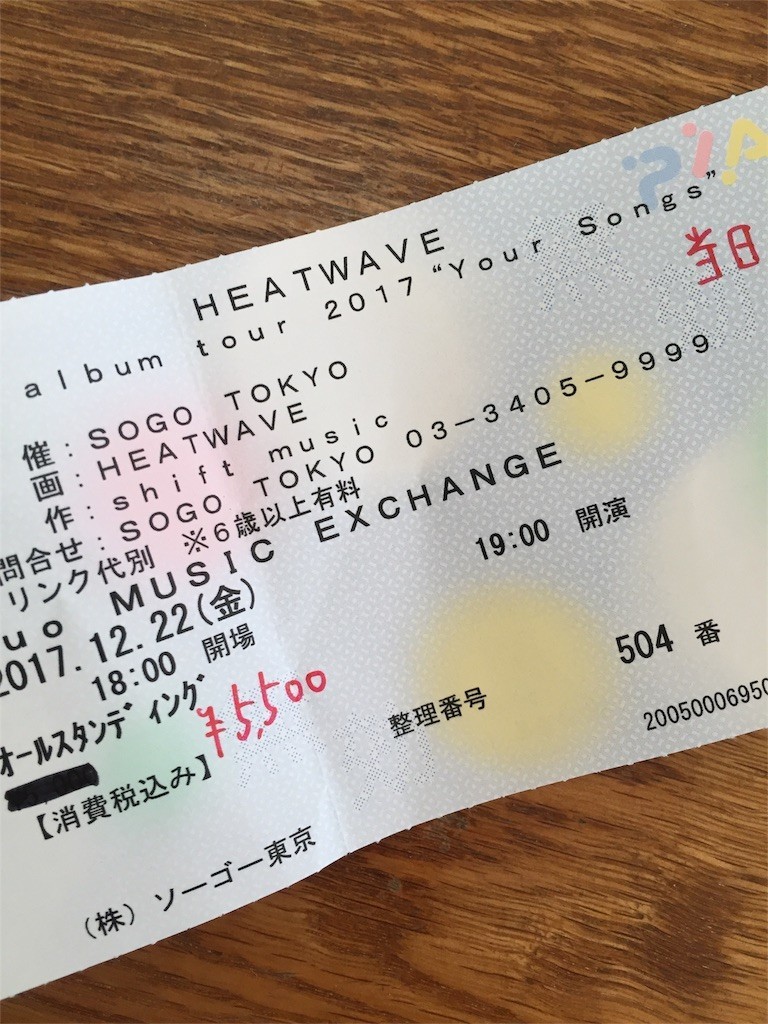 PIA
HEATWAVE
album tour 2017“Your Songs”
当日
催：SOGO TOKYO
画：HEATWAVE
作：shift music
問合せ：SOGO TOKYO 03-3405-9999
リンク代別 ※6歳以上有料
uo MUSIC EXCHANGE
2017.12.22(金)
18:00 開場
19:00 開演
オールスタンディング
¥5,500
整理番号
504 番
【消費税込み】
2005000695
(株) ソーゴー東京